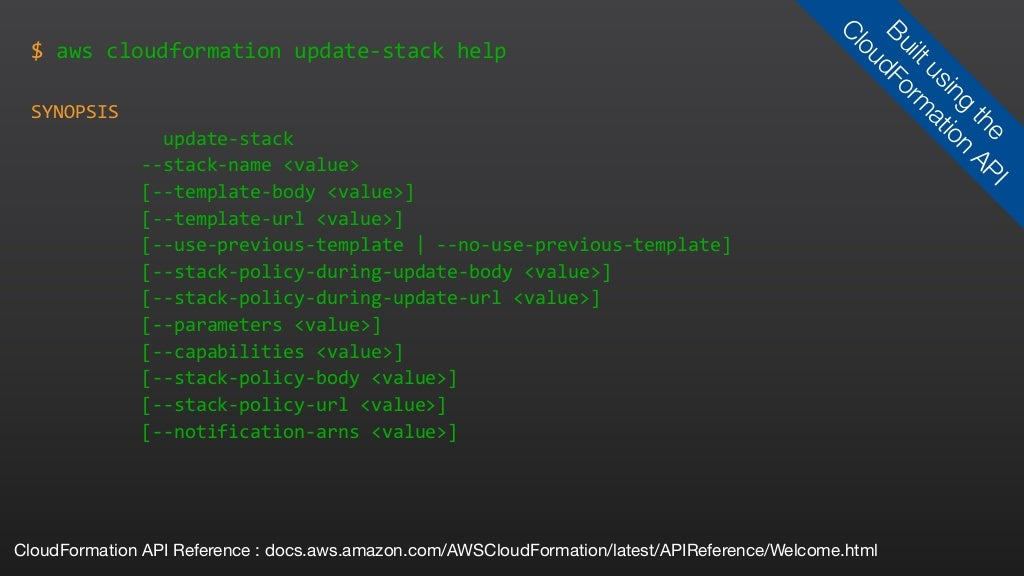 $ aws cloudformation update-stack help
Built using the
CloudFormation API
SYNOPSIS
update-stack
--stack-name <value>
[--template-body <value>]
[--template-url <value>]
[--use-previous-template | --no-use-previous-template]
[--stack-policy-during-update-body <value>]
[--stack-policy-during-update-url <value>]
[--parameters <value>]
[--capabilities <value>]
[--stack-policy-body <value>]
[--stack-policy-url <value>]
[--notification-arns <value>]
CloudFormation API Reference : docs.aws.amazon.com/AWSCloudFormation/latest/APIReference/Welcome.html